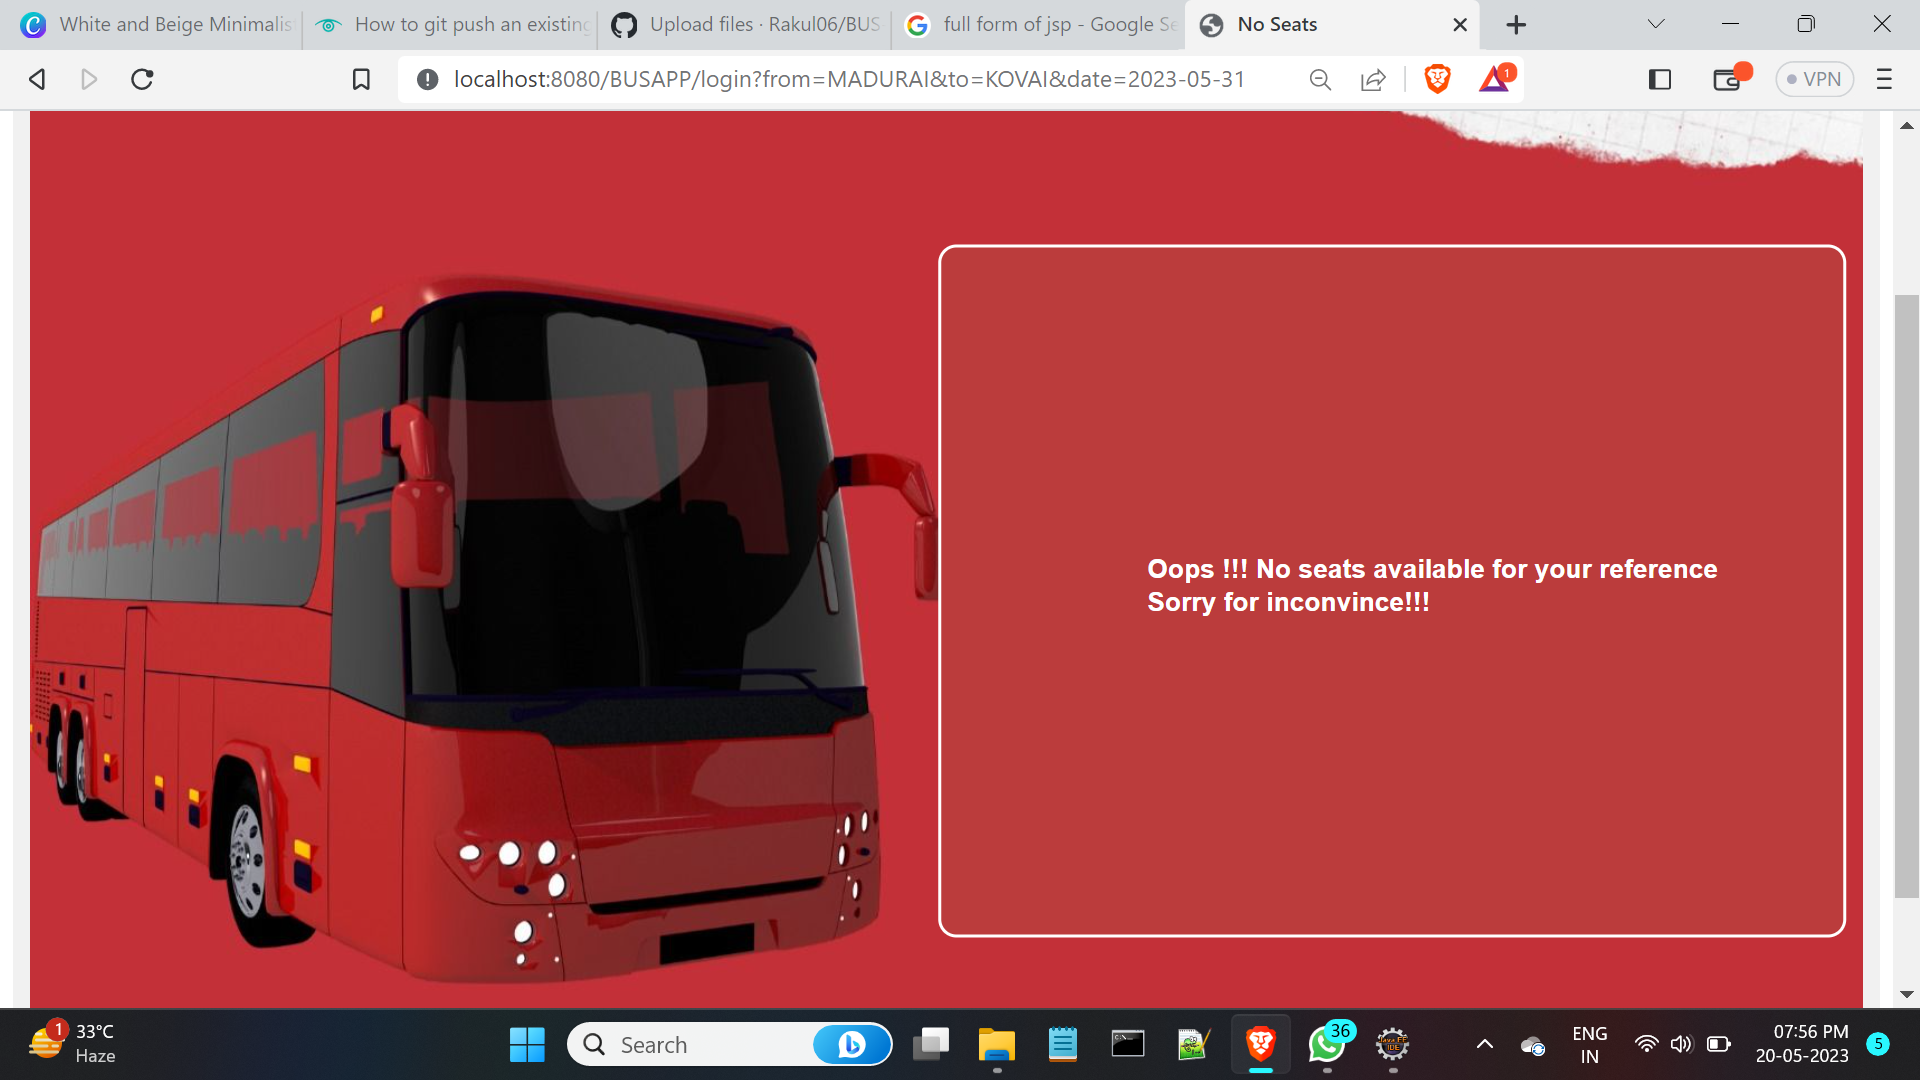 White and Beige Minimalis
How to git push an existing
Upload files · Rakul06/BUS
full form of jsp - Google Se
No Seats
localhost:8080/BUSAPP/login?from=MADURAI&to=KOVAI&date=2023-05-31
1
VPN
Oops !!! No seats available for your reference
Sorry for inconvince!!!
1
33°C
Haze
Search
36
ENG
IN
07:56 PM
20-05-2023
5